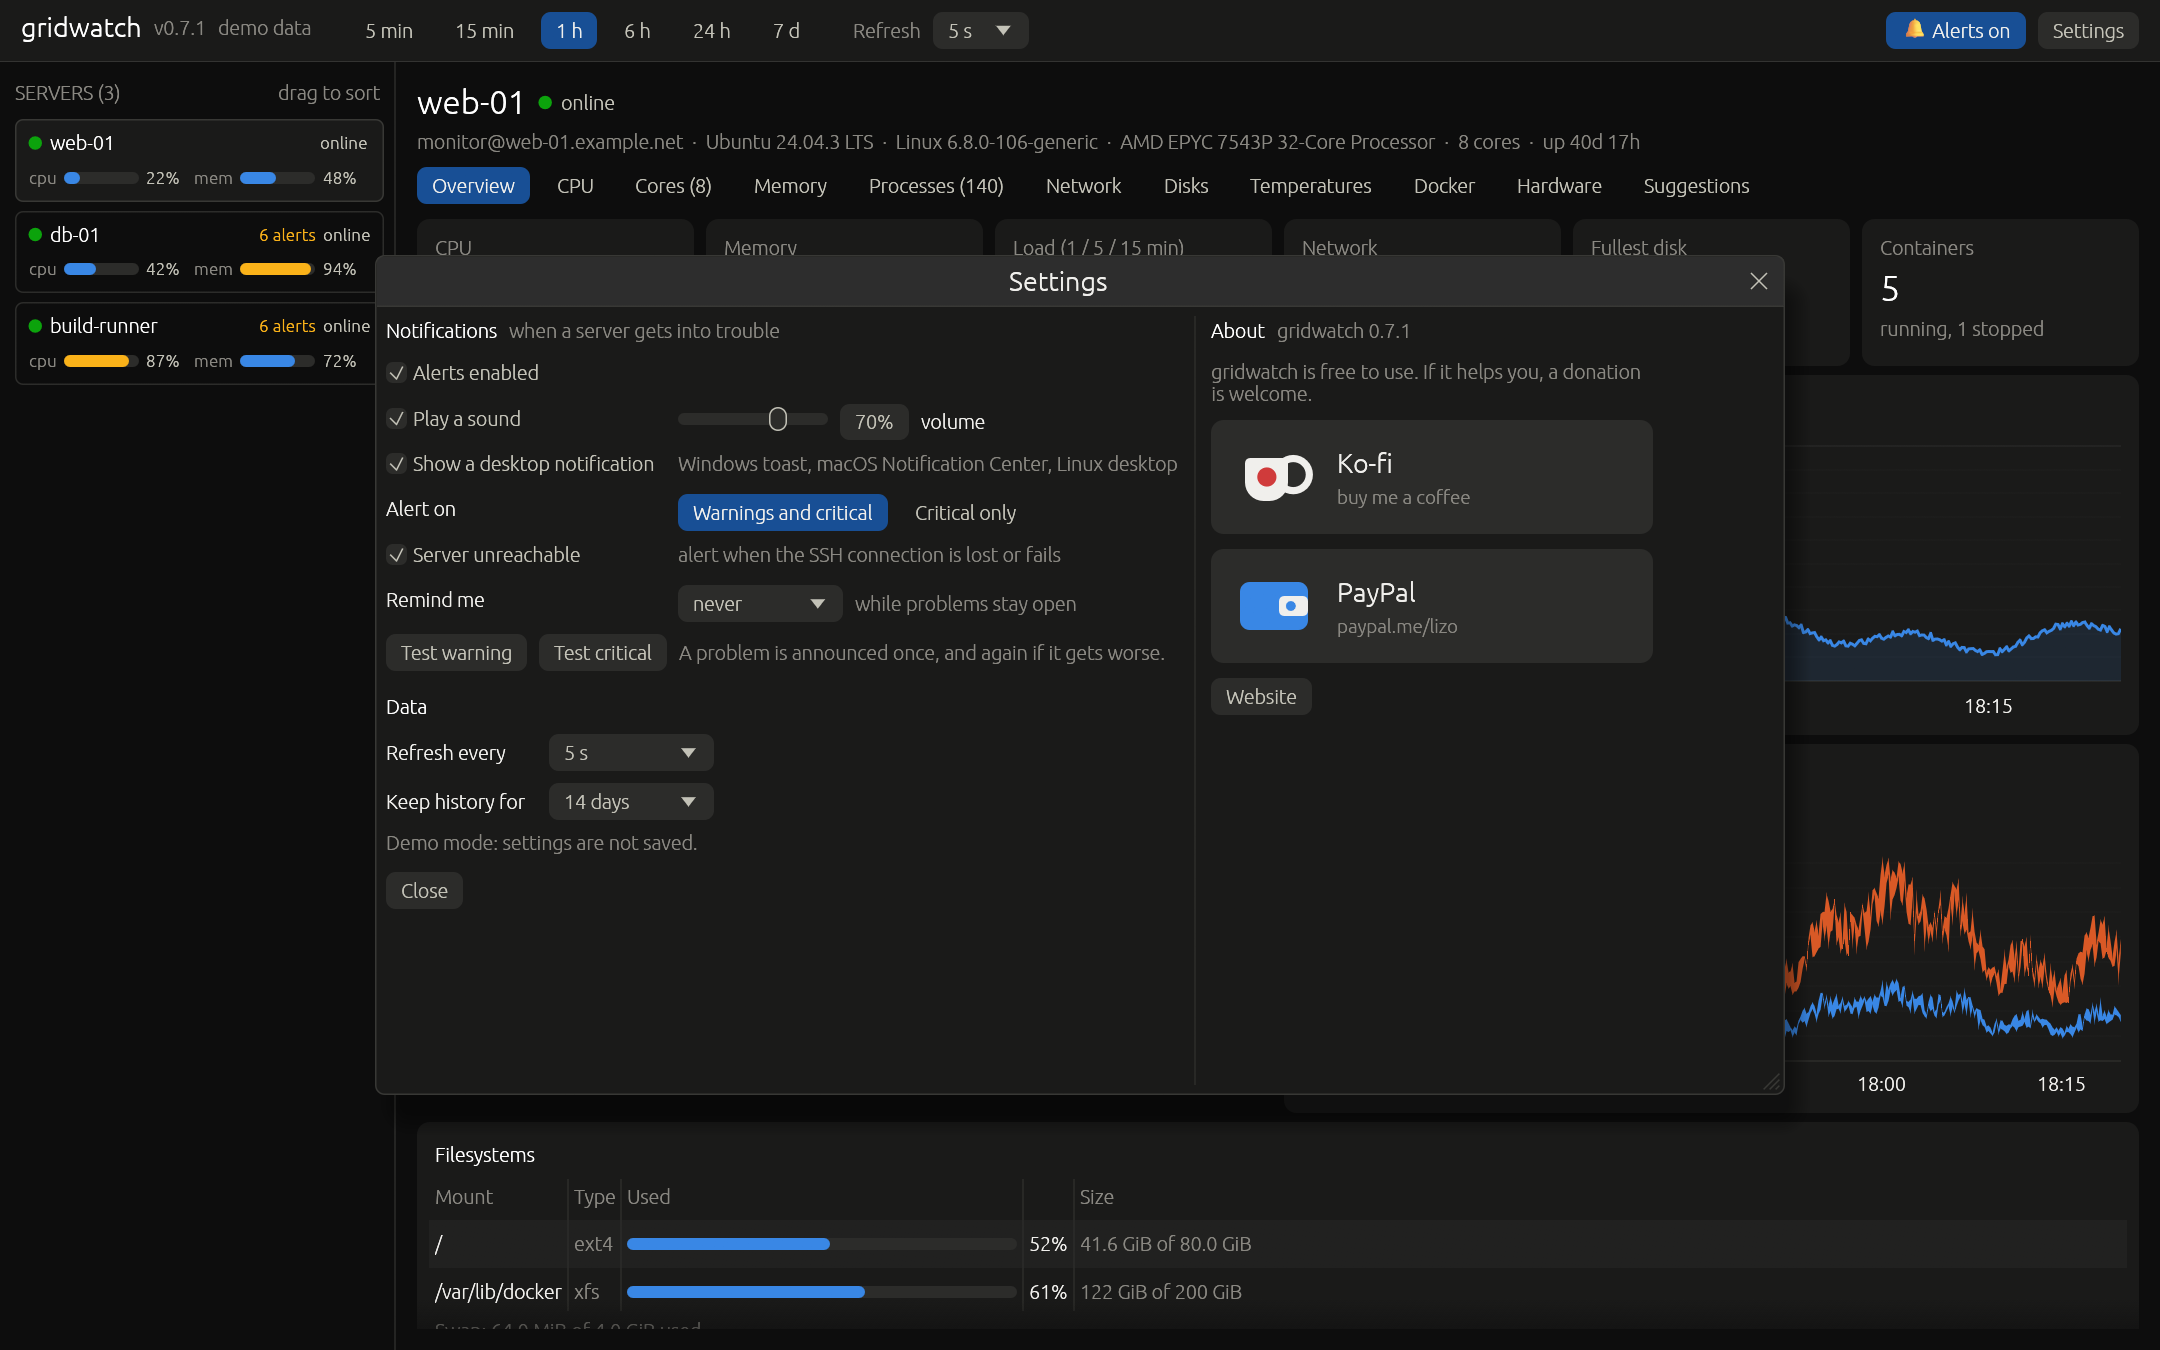 gridwatch v0.7.1 demo data 5 min 15 min 1 h 6 h 24 h 7 d Refresh 5 s Alerts on Settings
SERVERS (3) drag to sort
web-01 online
cpu 22% mem 48%
db-01 6 alerts online
cpu 42% mem 94%
build-runner 6 alerts online
cpu 87% mem 72%
web-01 online
monitor@web-01.example.net · Ubuntu 24.04.3 LTS · Linux 6.8.0-106-generic · AMD EPYC 7543P 32-Core Processor · 8 cores · up 40d 17h
Overview CPU Cores (8) Memory Processes (140) Network Disks Temperatures Docker Hardware Suggestions
CPU Memory Load (1 / 5 / 15 min) Network Fullest disk Containers
5
running, 1 stopped
Settings
Notifications when a server gets into trouble
Alerts enabled
Play a sound 70% volume
Show a desktop notification Windows toast, macOS Notification Center, Linux desktop
Alert on Warnings and critical Critical only
Server unreachable alert when the SSH connection is lost or fails
Remind me never while problems stay open
Test warning Test critical A problem is announced once, and again if it gets worse.
Data
Refresh every 5 s
Keep history for 14 days
Demo mode: settings are not saved.
Close
About gridwatch 0.7.1
gridwatch is free to use. If it helps you, a donation
is welcome.
Ko-fi
buy me a coffee
PayPal
paypal.me/lizo
Website
18:15
18:00 18:15
Filesystems
Mount Type Used Size
/ ext4 52% 41.6 GiB of 80.0 GiB
/var/lib/docker xfs 61% 122 GiB of 200 GiB
Swap: 64.0 MiB of 4.0 GiB used